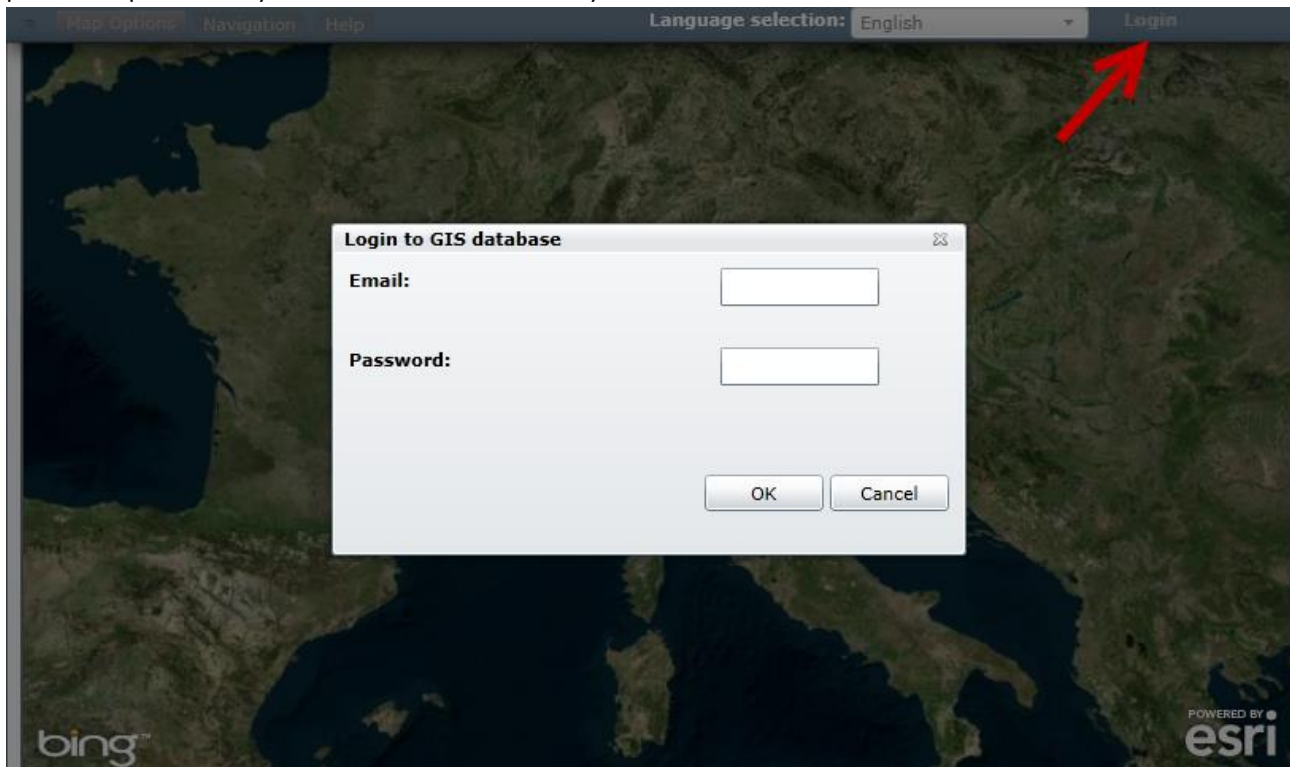 Map Options Navigation Help Language selection: English Login
Login to GIS database
Email:
Password:
OK Cancel
POWERED BY
esri
bing™